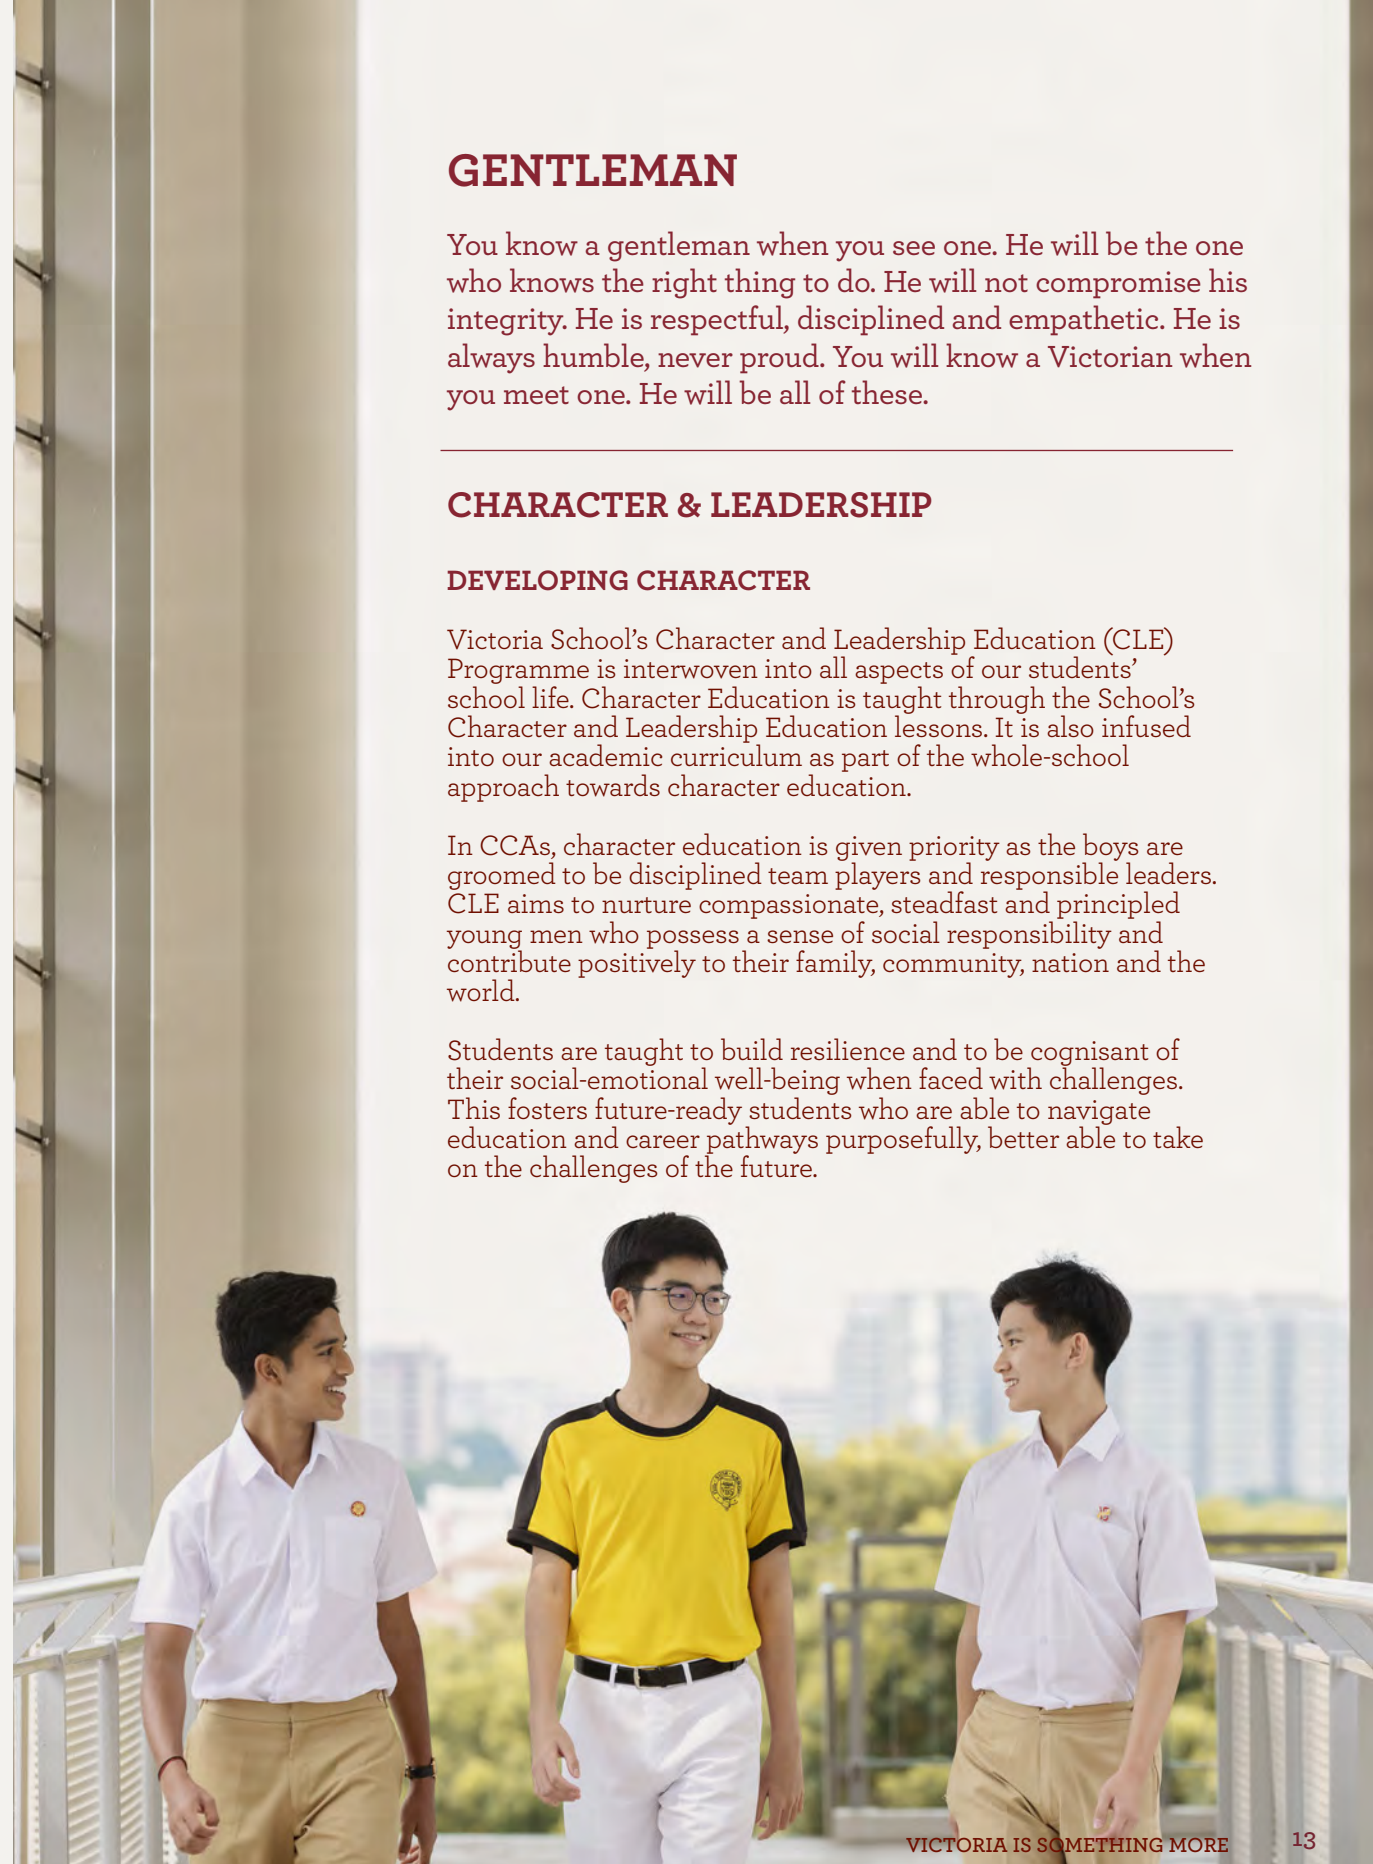 GENTLEMAN
You know a gentleman when you see one. He will be the one
who knows the right thing to do. He will not compromise his
integrity. He is respectful, disciplined and empathetic. He is
always humble, never proud. You will know a Victorian when
you meet one. He will be all of these.
CHARACTER & LEADERSHIP
DEVELOPING CHARACTER
Victoria School’s Character and Leadership Education (CLE)
Programme is interwoven into all aspects of our students’
school life. Character Education is taught through the School’s
Character and Leadership Education lessons. It is also infused
into our academic curriculum as part of the whole-school
approach towards character education.
In CCAs, character education is given priority as the boys are
groomed to be disciplined team players and responsible leaders.
CLE aims to nurture compassionate, steadfast and principled
young men who possess a sense of social responsibility and
contribute positively to their family, community, nation and the
world.
Students are taught to build resilience and to be cognisant of
their social-emotional well-being when faced with challenges.
This fosters future-ready students who are able to navigate
education and career pathways purposefully, better able to take
on the challenges of the future.
VICTORIA IS SOMETHING MORE 13